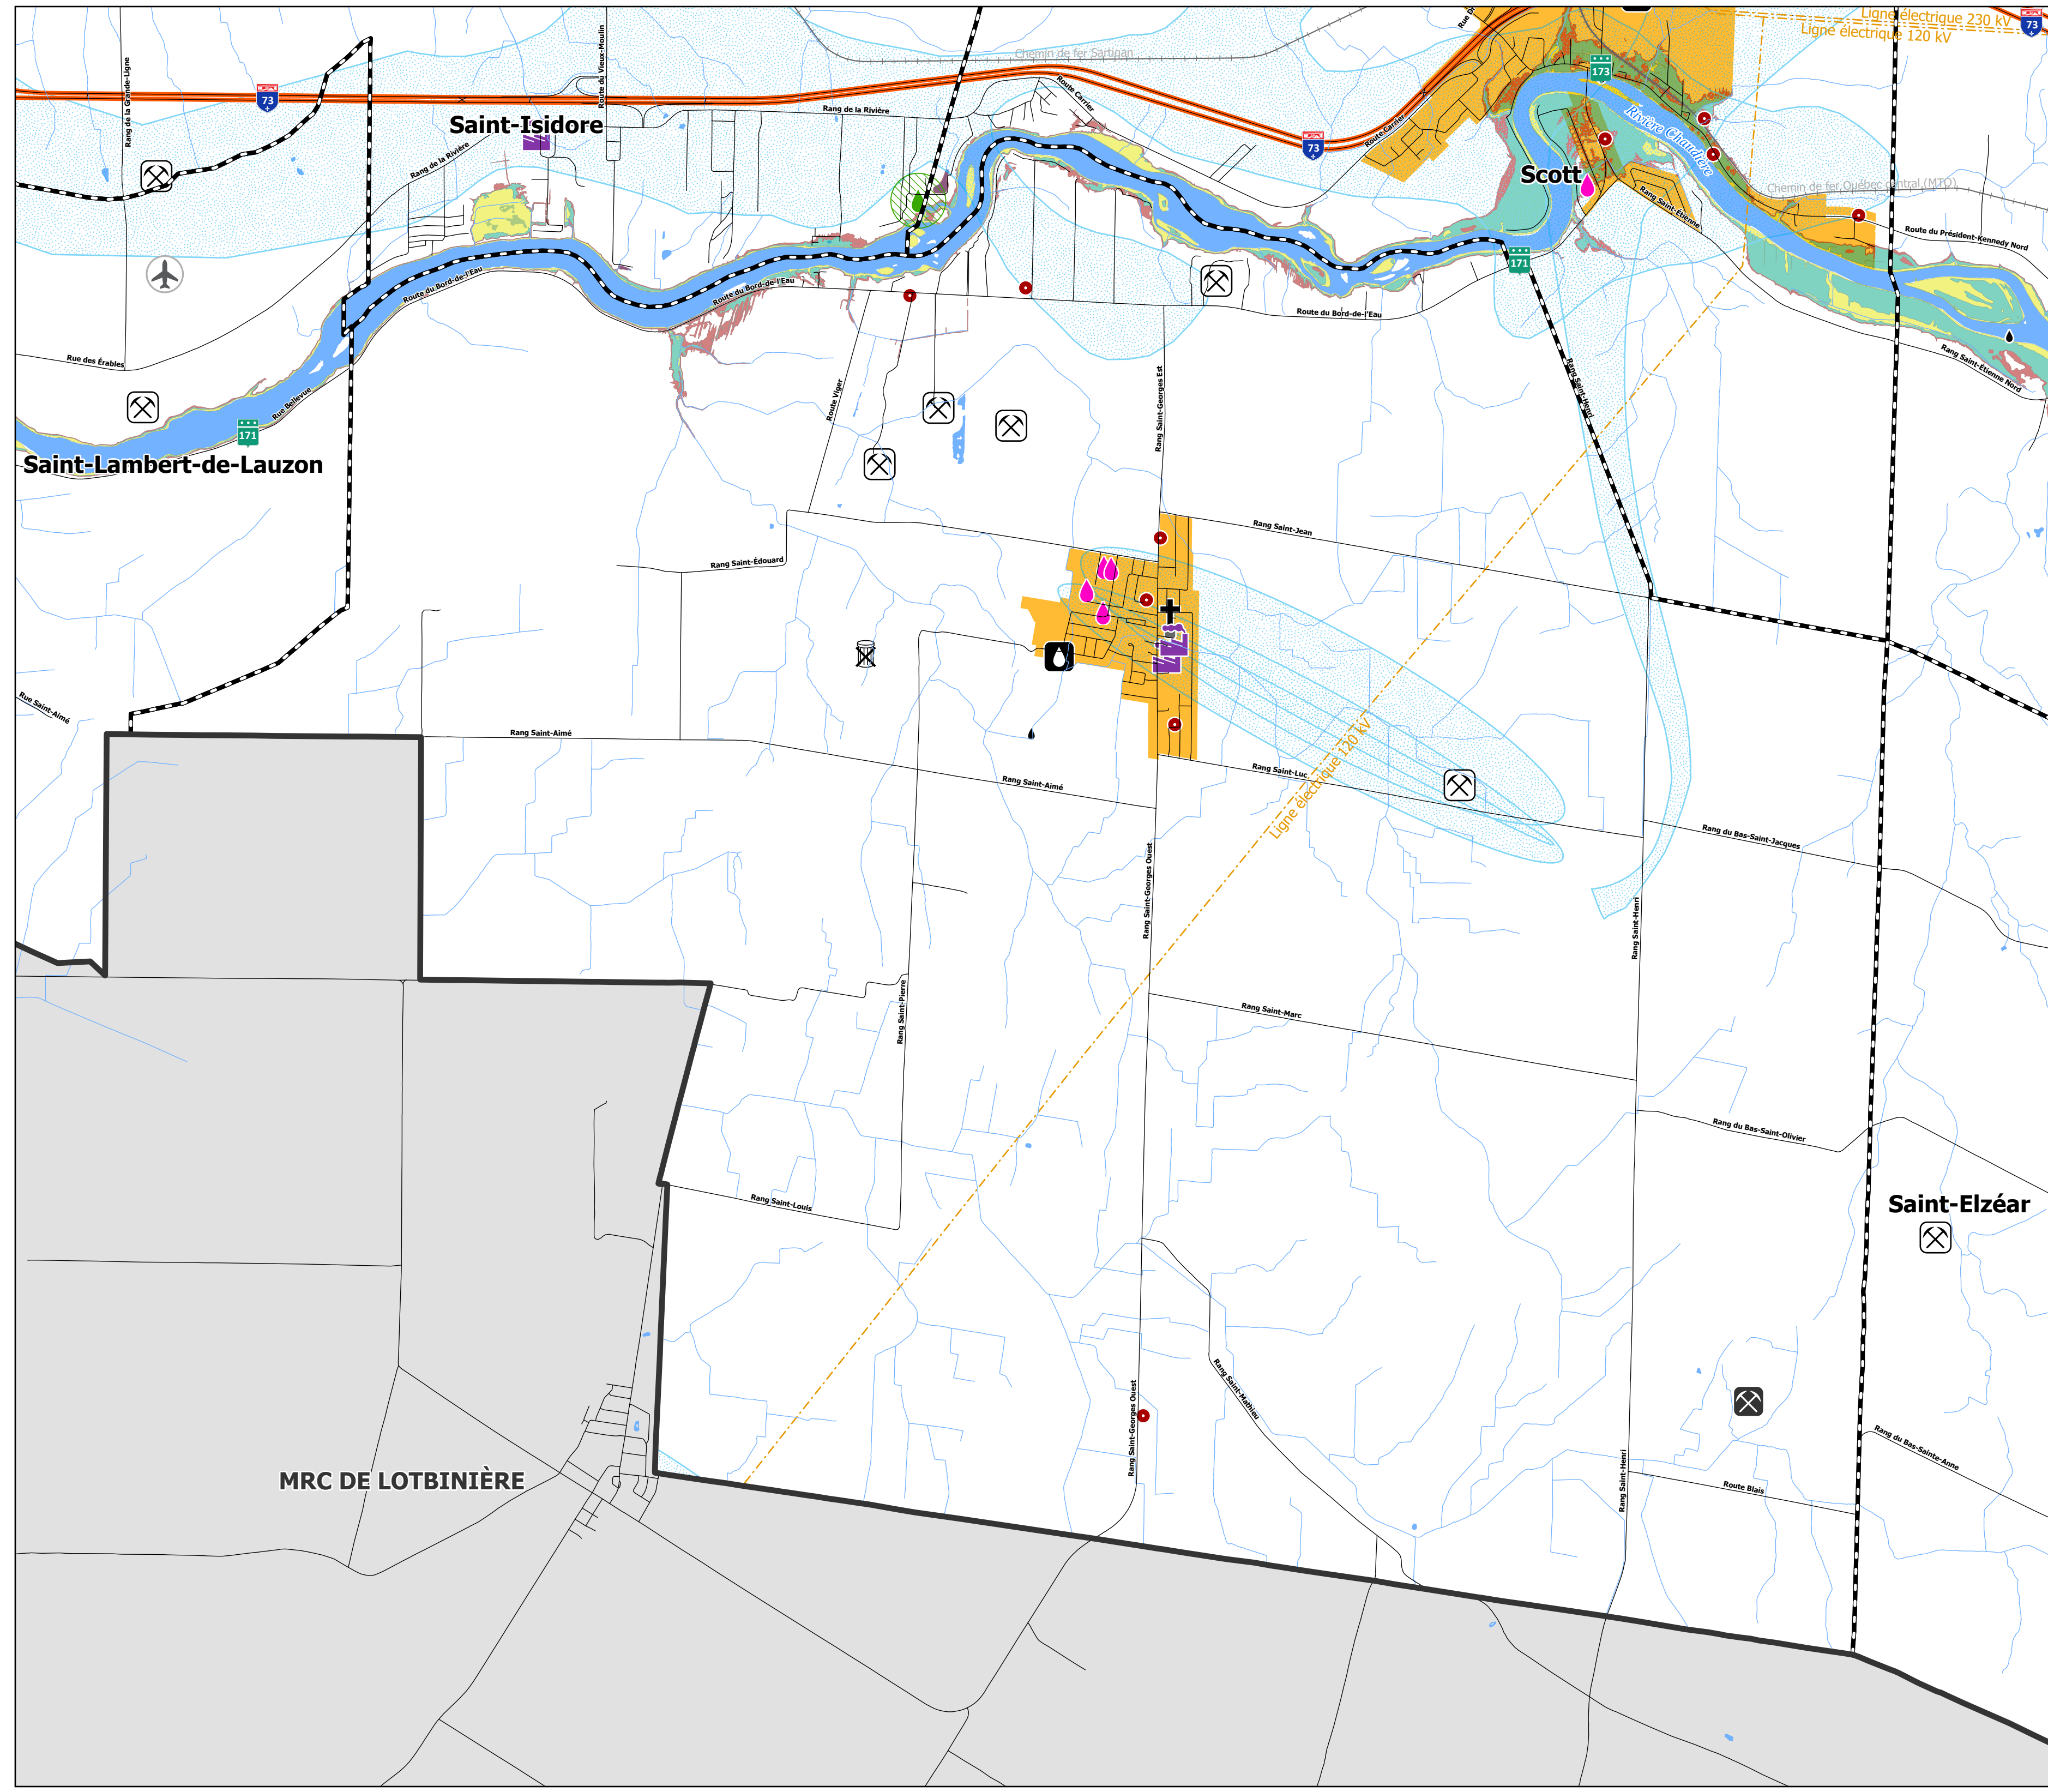 Ligne électrique 230 kV
Ligne électrique 120 kV
73
Chemin de fer Sartigan
Rang de la Grande-Ligne
Route du Vieux-Moulin
173
73
Route Carrier
Rang de la Rivière
Rivière Chaudière
Saint-Isidore
Route Carrier
73
Rang de la Rivière
Scott
Chemin de fer Québec central (MTQ)
Rang Saint-Étienne
Route du Président-Kennedy Nord
171
Route du Bord-de-l'Eau
Route du Bord-de-l'Eau
Route du Bord-de-l'Eau
Rue des Érables
Rang Saint-Étienne Nord
Rue Bellevue
Route Viger
Rang Saint-Georges Est
Rang Saint-Henri
171
Saint-Lambert-de-Lauzon
Rang Saint-Jean
Rang Saint-Édouard
Rue Saint-Aimé
Rang Saint-Aimé
Rang Saint-Aimé
Rang Saint-Luc
Ligne électrique 120 kV
Rang du Bas-Saint-Jacques
Rang Saint-Georges Ouest
Rang Saint-Henri
Rang Saint-Pierre
Rang Saint-Marc
Rang du Bas-Saint-Olivier
Rang Saint-Louis
Saint-Elzéar
Rang Saint-Mathieu
Rang Saint-Georges Ouest
Rang du Bas-Sainte-Anne
MRC DE LOTBINIÈRE
Rang Saint-Henri
Route Blais